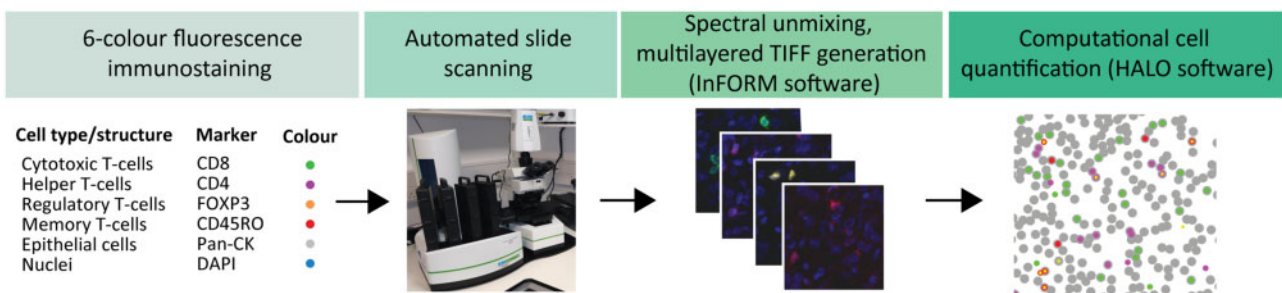 6-colour fluorescence
immunostaining
Automated slide
scanning
Spectral unmixing,
multilayered TIFF generation
(InFORM software)
Computational cell
quantification (HALO software)
Cell type/structure Marker Colour
Cytotoxic T-cells CD8
Helper T-cells CD4
Regulatory T-cells FOXP3
Memory T-cells CD45RO
Epithelial cells Pan-CK
Nuclei DAPI